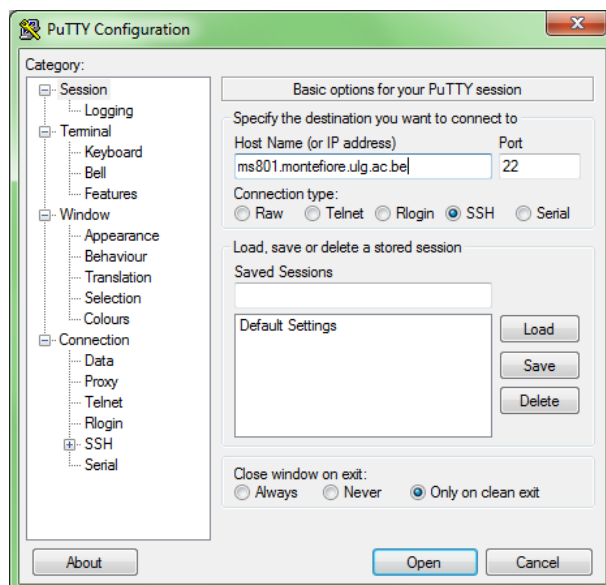 PuTTY Configuration
Category:
Session
Logging
Terminal
Keyboard
Bell
Features
Window
Appearance
Behaviour
Translation
Selection
Colours
Connection
Data
Proxy
Telnet
Rlogin
SSH
Serial
Basic options for your PuTTY session
Specify the destination you want to connect to
Host Name (or IP address) Port
ms801.montefiore.ulg.ac.be 22
Connection type:
Raw Telnet Rlogin SSH Serial
Load, save or delete a stored session
Saved Sessions
Default Settings
Load
Save
Delete
Close window on exit:
Always Never Only on clean exit
About Open Cancel